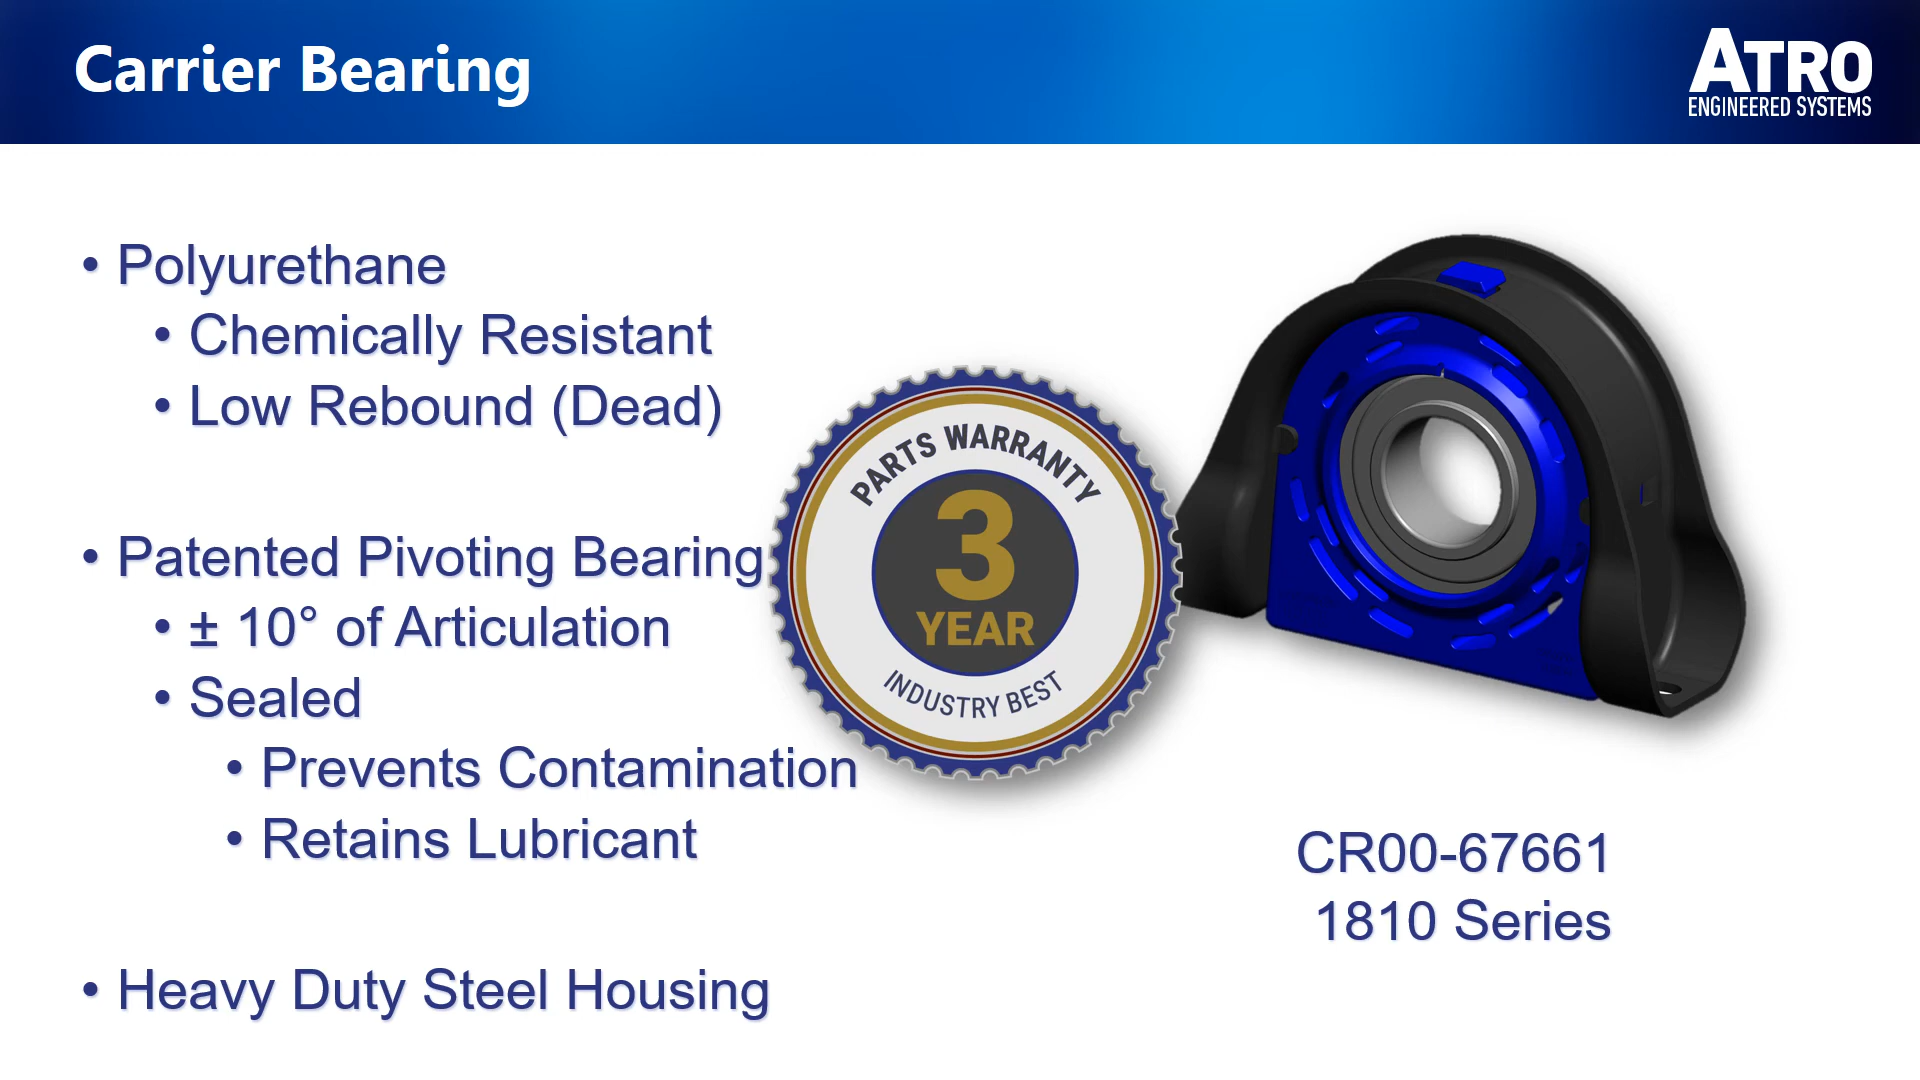 Carrier Bearing
ATRO
ENGINEERED SYSTEMS
• Polyurethane
• Chemically Resistant
• Low Rebound (Dead)
• Patented Pivoting Bearing
• ± 10° of Articulation
• Sealed
• Prevents Contamination
• Retains Lubricant
• Heavy Duty Steel Housing
PARTS WARRANTY
3
YEAR
INDUSTRY BEST
CR00-67661
1810 Series